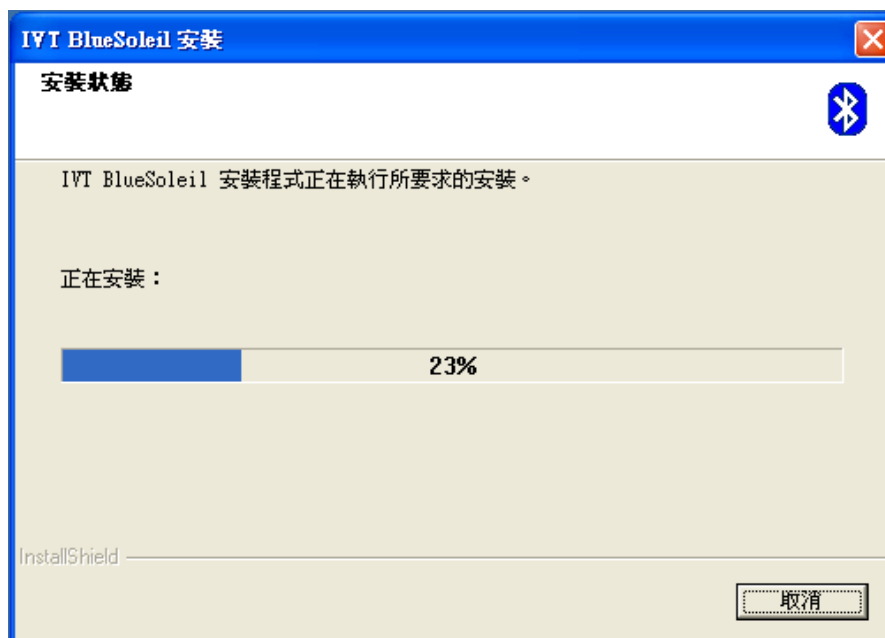 IVT BlueSoleil 安裝
安裝狀態
IVT BlueSoleil 安裝程式正在執行所要求的安裝。
正在安裝：
23%
InstallShield
取消